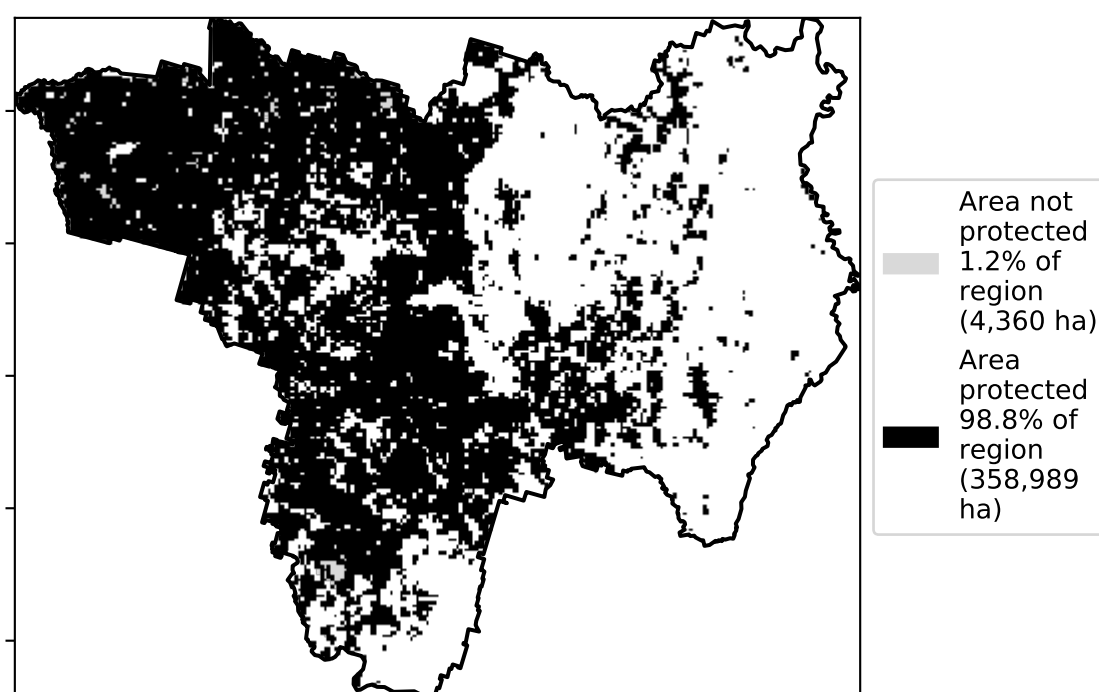 Area not
protected
1.2% of
region
(4,360 ha)
Area
protected
98.8% of
region
(358,989
ha)